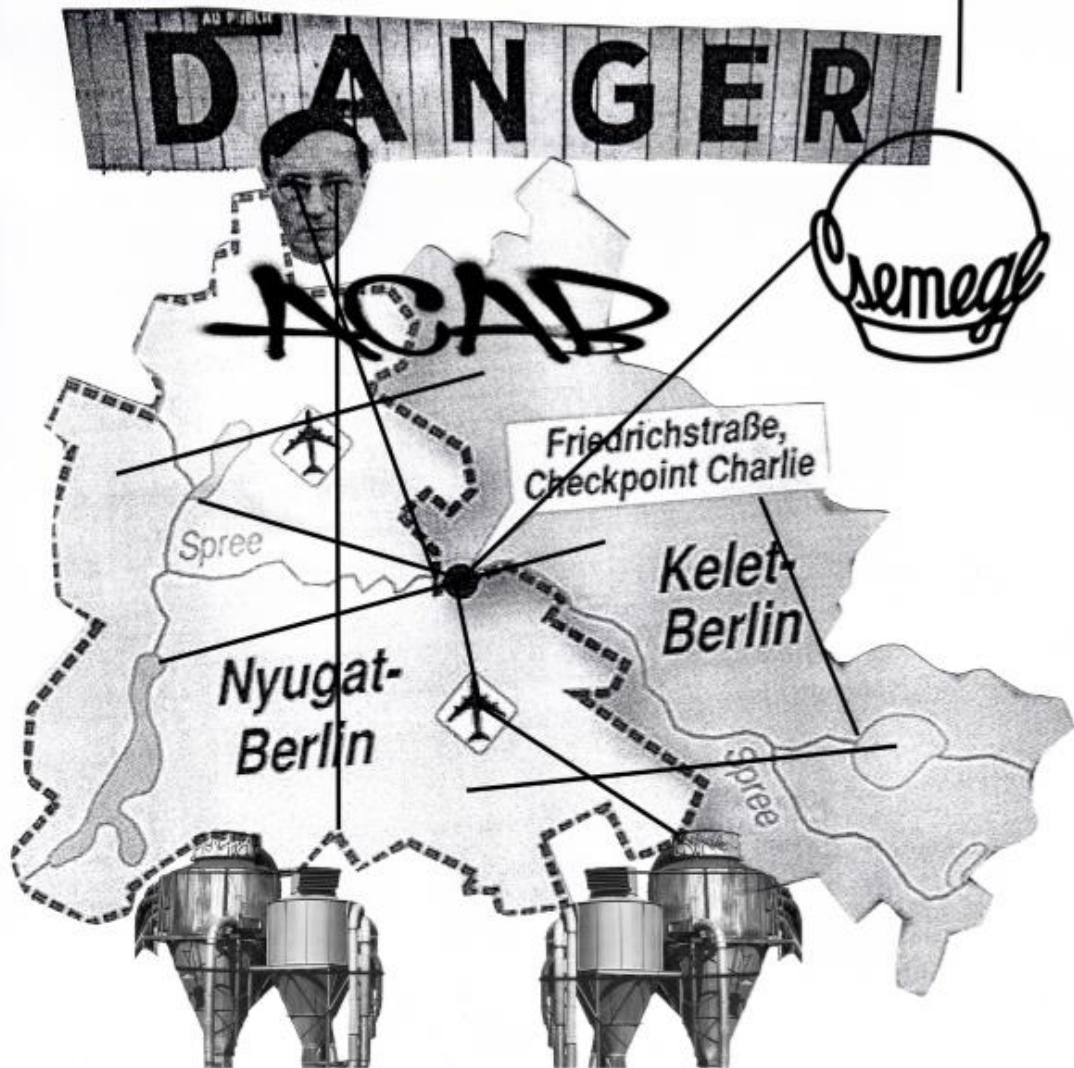 AU PUBLIC
DANGER
ACAB
Csemege
Friedrichstraße,
Checkpoint Charlie
Spree
Kelet-
Berlin
Nyugat-
Berlin
Spree